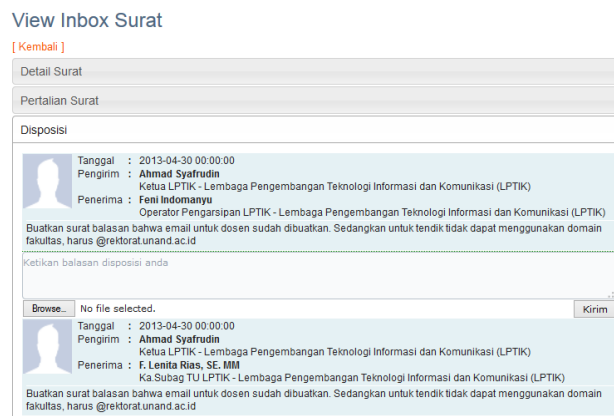 View Inbox Surat
[ Kembali ]
Detail Surat
Pertalian Surat
Disposisi
Tanggal : 2013-04-30 00:00:00
Pengirim : Ahmad Syafrudin
Ketua LPTIK - Lembaga Pengembangan Teknologi Informasi dan Komunikasi (LPTIK)
Penerima : Feni Indomanyu
Operator Pengarsipan LPTIK - Lembaga Pengembangan Teknologi Informasi dan Komunikasi (LPTIK)
Buatkan surat balasan bahwa email untuk dosen sudah dibuatkan. Sedangkan untuk tendik tidak dapat menggunakan domain
fakultas, harus @rektorat.unand.ac.id
Ketikan balasan disposisi anda
Browse... No file selected. Kirim
Tanggal : 2013-04-30 00:00:00
Pengirim : Ahmad Syafrudin
Ketua LPTIK - Lembaga Pengembangan Teknologi Informasi dan Komunikasi (LPTIK)
Penerima : F. Lenita Rias, SE. MM
Ka.Subag TU LPTIK - Lembaga Pengembangan Teknologi Informasi dan Komunikasi (LPTIK)
Buatkan surat balasan bahwa email untuk dosen sudah dibuatkan. Sedangkan untuk tendik tidak dapat menggunakan domain
fakultas, harus @rektorat.unand.ac.id